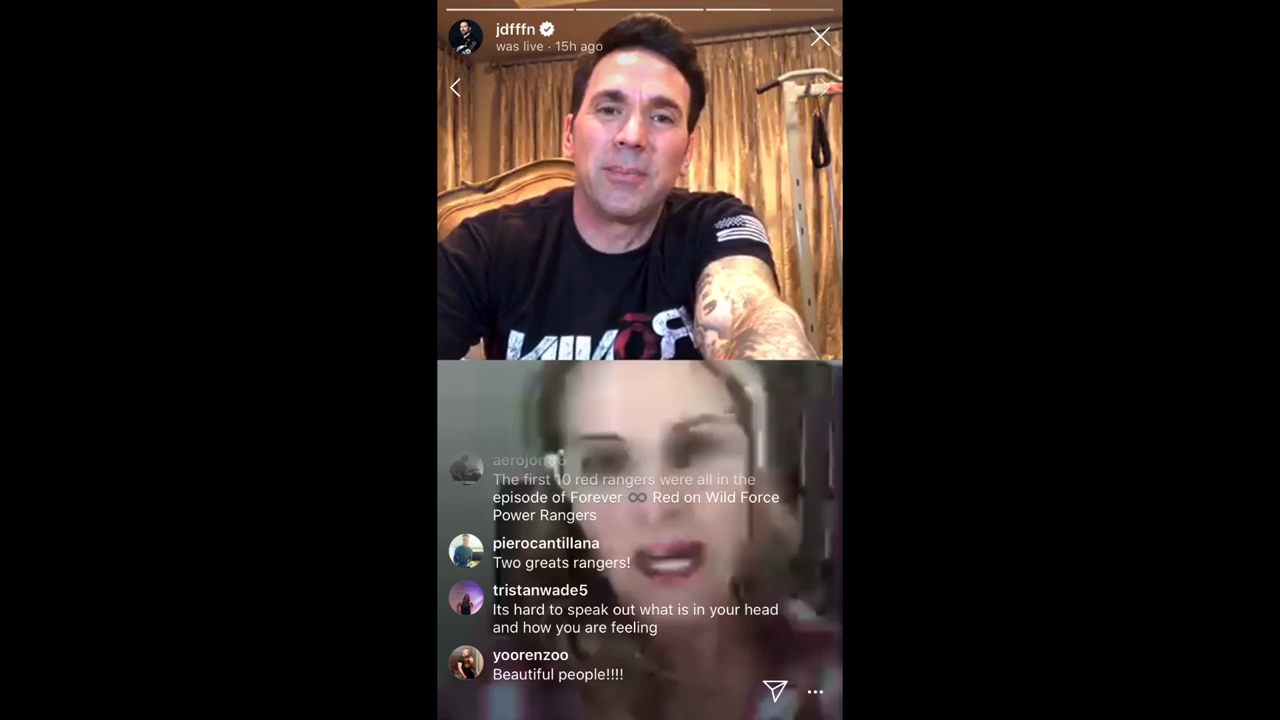 jdfffn
was live · 15h ago
aerojon
The first 10 red rangers were all in the
episode of Forever ♾ Red on Wild Force
Power Rangers
pierocantillana
Two greats rangers!
tristanwade5
Its hard to speak out what is in your head
and how you are feeling
yoorenzoo
Beautiful people!!!!